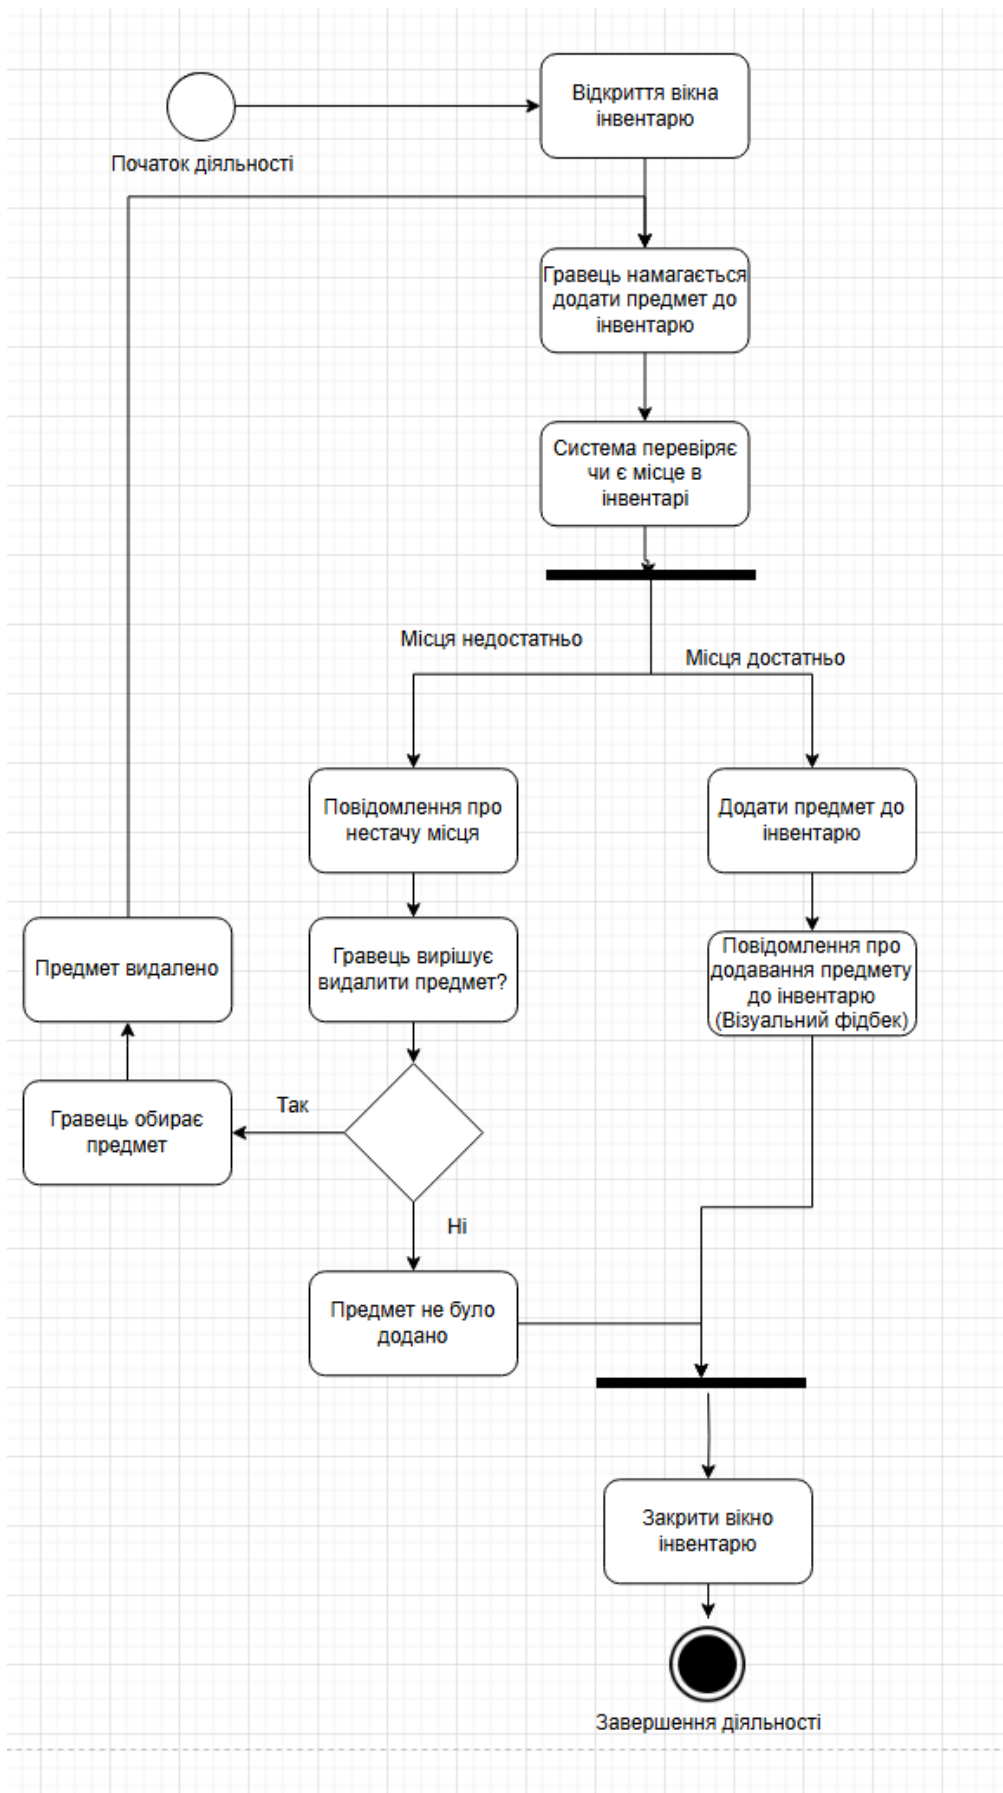 Відкриття вікна
інвентарю
Початок діяльності
Гравець намагається
додати предмет до
інвентарю
Система перевіряє
чи є місце в
інвентарі
Місця недостатньо
Місця достатньо
Повідомлення про
нестачу місця
Додати предмет до
інвентарю
Предмет видалено
Гравець вирішує
видалити предмет?
Повідомлення про
додавання предмету
до інвентарю
(Візуальний фідбек)
Гравець обирає
предмет
Так
Ні
Предмет не було
додано
Закрити вікно
інвентарю
Завершення діяльності